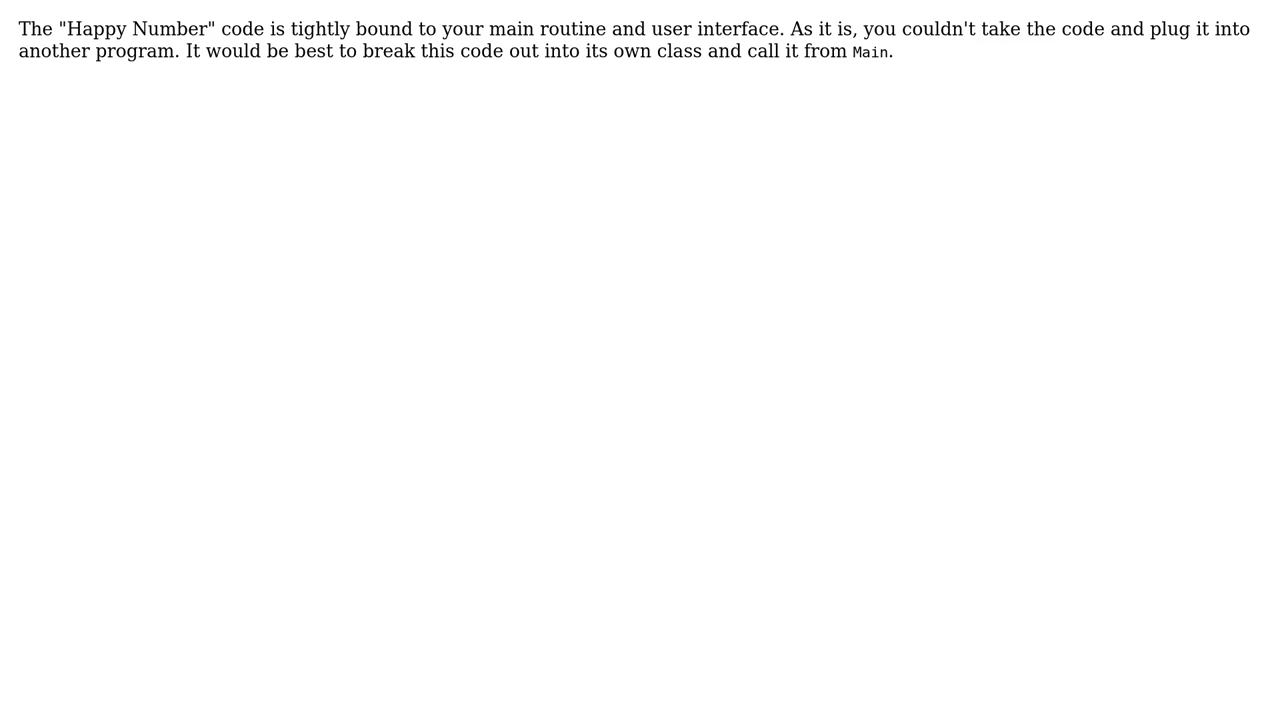 The "Happy Number" code is tightly bound to your main routine and user interface. As it is, you couldn't take the code and plug it into
another program. It would be best to break this code out into its own class and call it from Main.